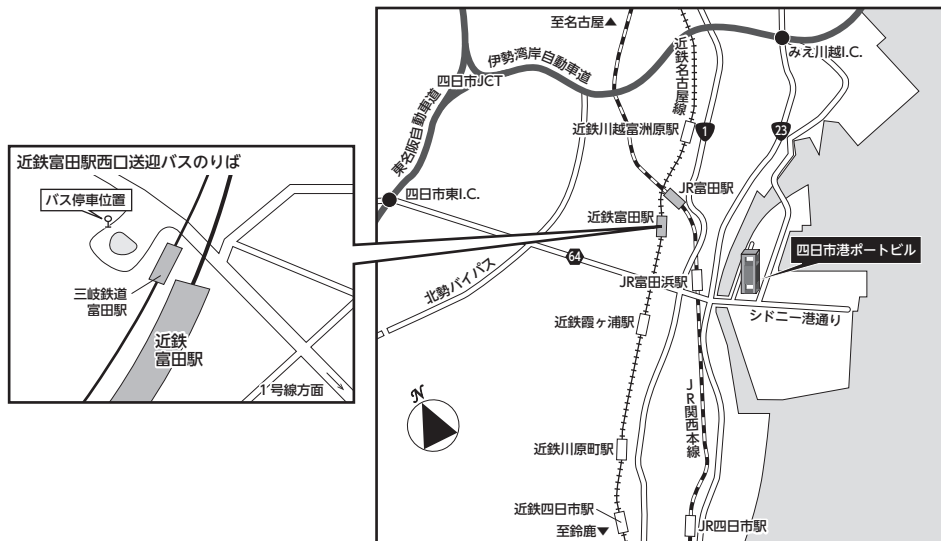 至名古屋▲
近鉄名古屋線
みえ川越I.C.
伊勢湾岸自動車道
四日市JCT
東名阪自動車道
近鉄川越富洲原駅
1
23
近鉄富田駅西口送迎バスのりば
バス停車位置
三岐鉄道
富田駅
近鉄
富田駅
1号線方面
四日市東I.C.
JR富田駅
近鉄富田駅
64
四日市港ポートビル
北勢バイパス
JR富田浜駅
シドニー港通り
近鉄霞ヶ浦駅
N
JR関西本線
近鉄川原町駅
近鉄四日市駅
至鈴鹿▼
JR四日市駅